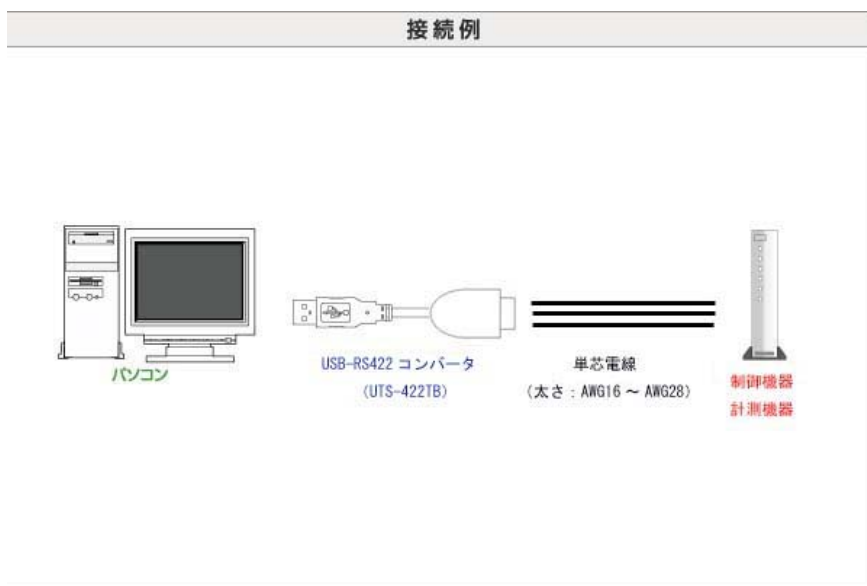 接続例
パソコン
USB-RS422 コンバータ
(UTS-422TB)
単芯電線
(太さ：AWG16 ～ AWG28)
制御機器
計測機器